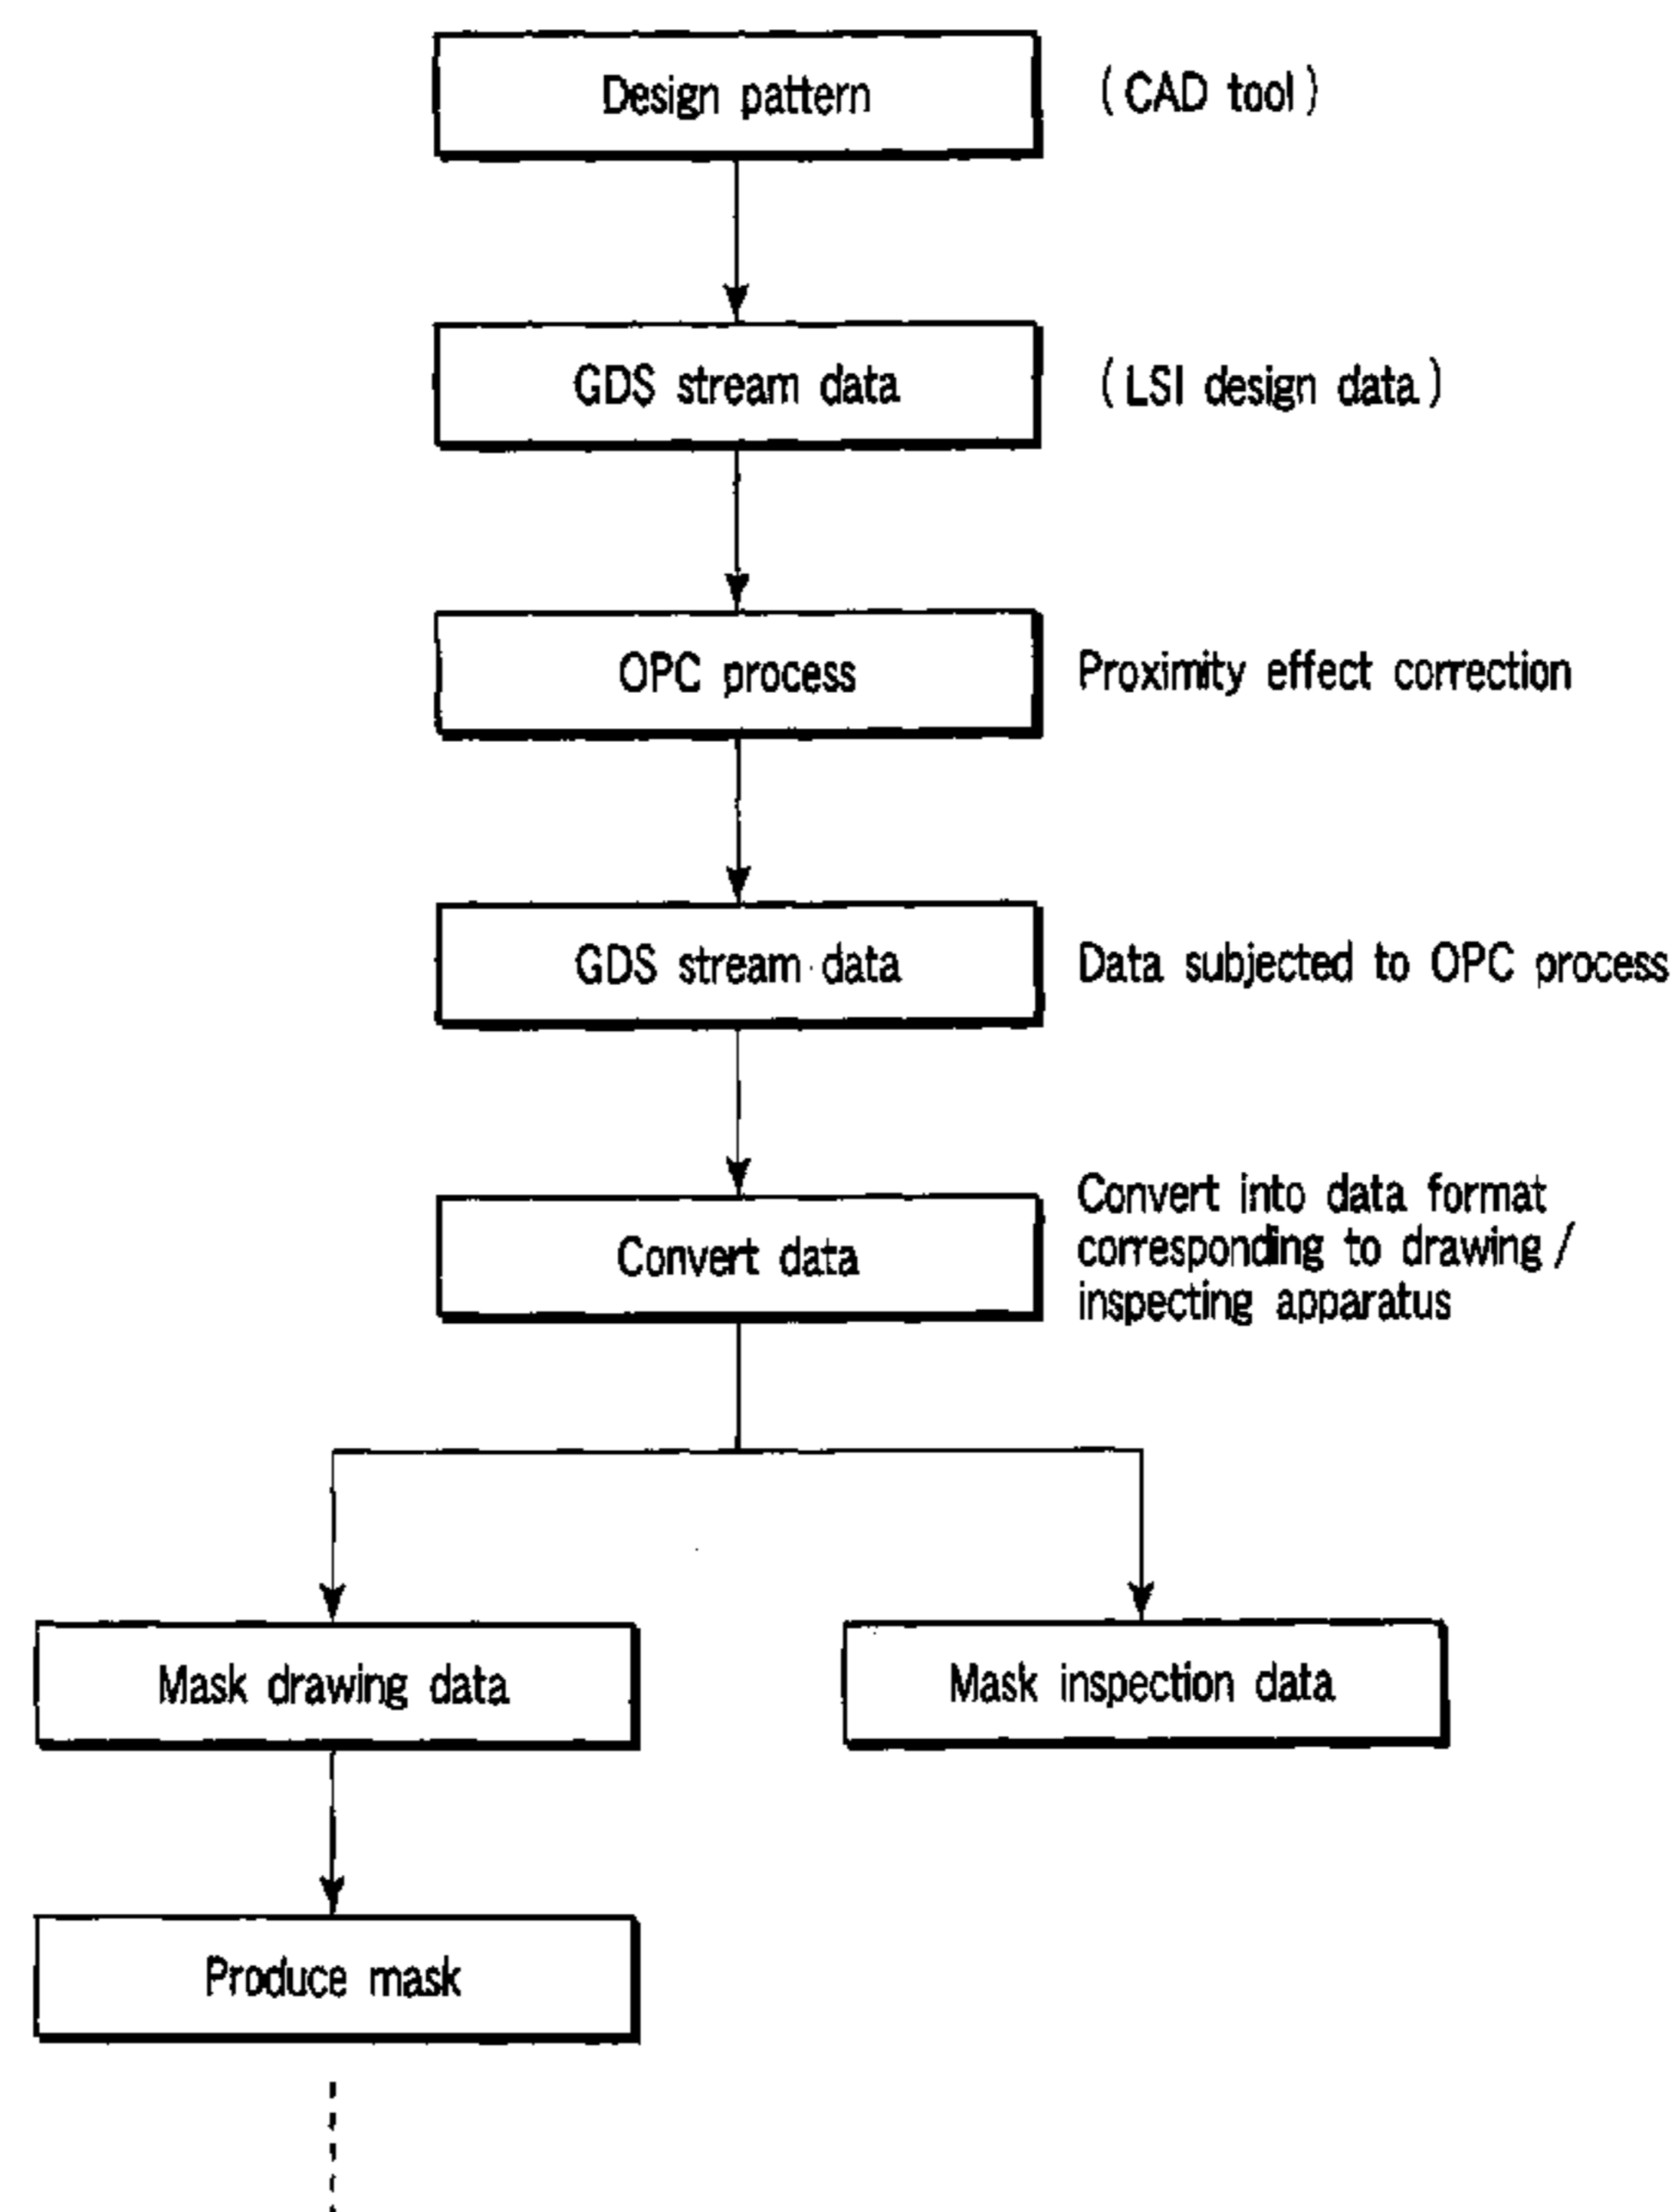 Design pattern (CAD tool)
GDS stream data (LSI design data)
OPC process Proximity effect correction
GDS stream data Data subjected to OPC process
Convert data
Convert into data format
corresponding to drawing /
inspecting apparatus
Mask drawing data
Mask inspection data
Produce mask